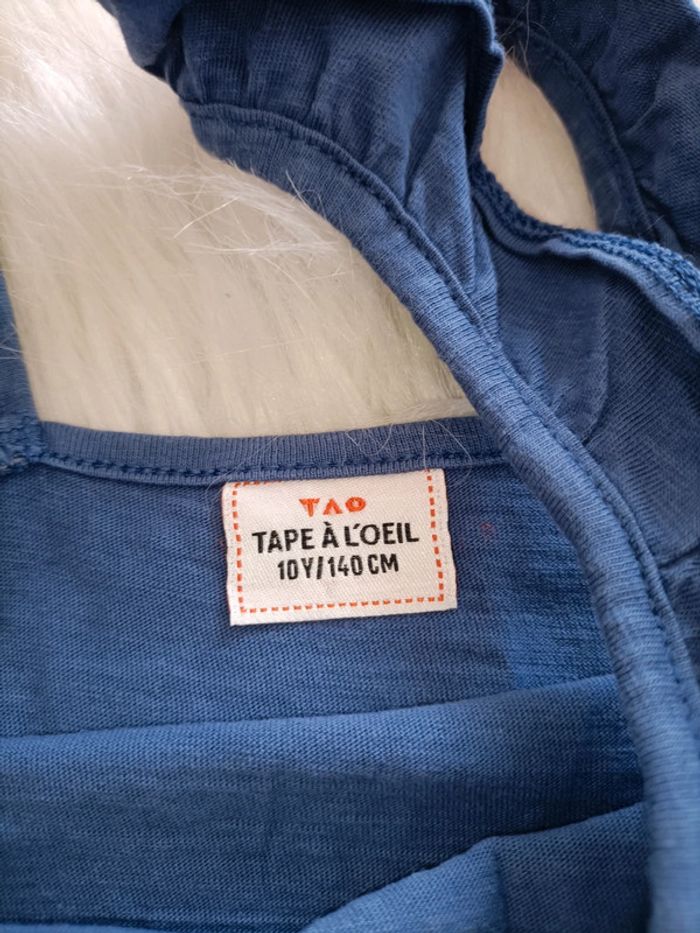 TAO
TAPE À L'OEIL
10Y/140CM